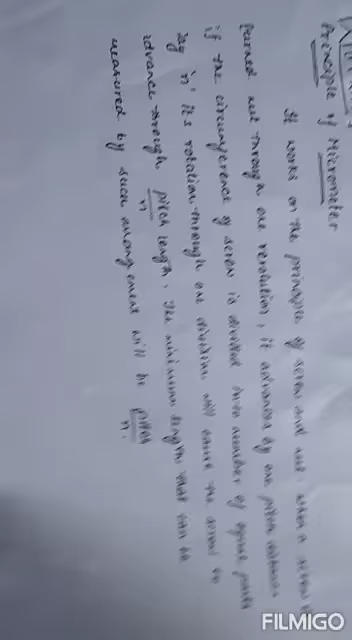 Principle of Micrometer
It works on the principle of screw and nut. When a screw is
turned nut through one revolution, it advances by one pitch distance
if the circumference of screw is divided into number of equal parts
say 'n' its rotation through one division will cause the screw to
advance through pitch/n length. The minimum length that can be
measured by such arrangement will be pitch/n.
FILMIGO